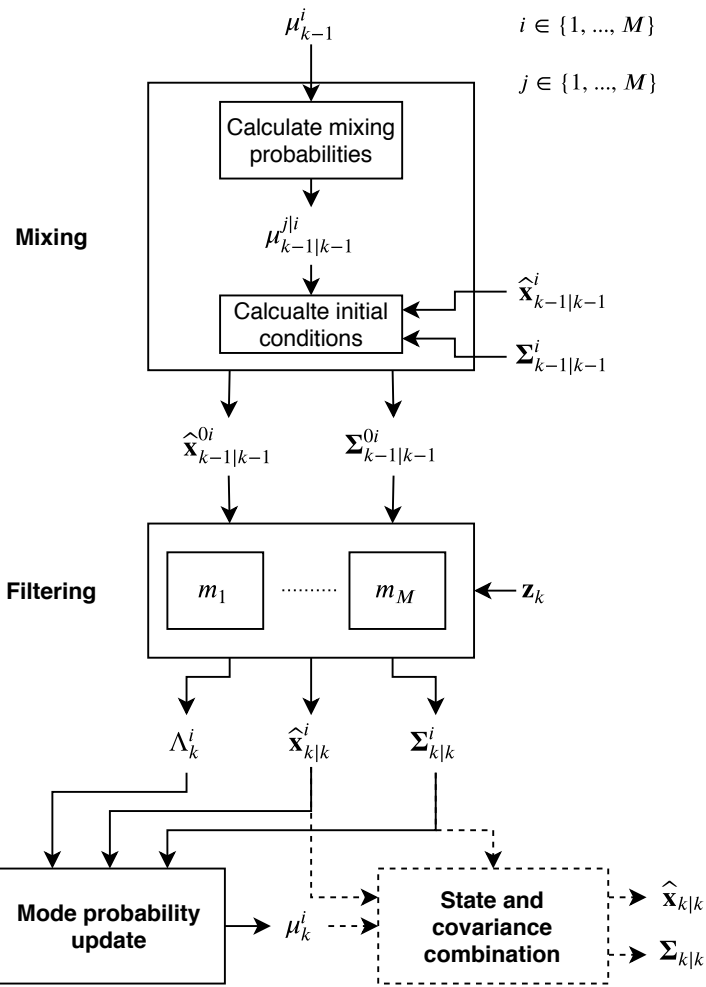 μ^i_{k−1}
i ∈ {1, ..., M}
j ∈ {1, ..., M}
Calculate mixing
probabilities
Mixing
μ^{j|i}_{k−1|k−1}
x̂^i_{k−1|k−1}
Calcualte initial
conditions
Σ^i_{k−1|k−1}
x̂^{0i}_{k−1|k−1}
Σ^{0i}_{k−1|k−1}
Filtering
m_1 .......... m_M
z_k
Λ^i_k
x̂^i_{k|k}
Σ^i_{k|k}
Mode probability
update
μ^i_k
State and
covariance
combination
x̂_{k|k}
Σ_{k|k}